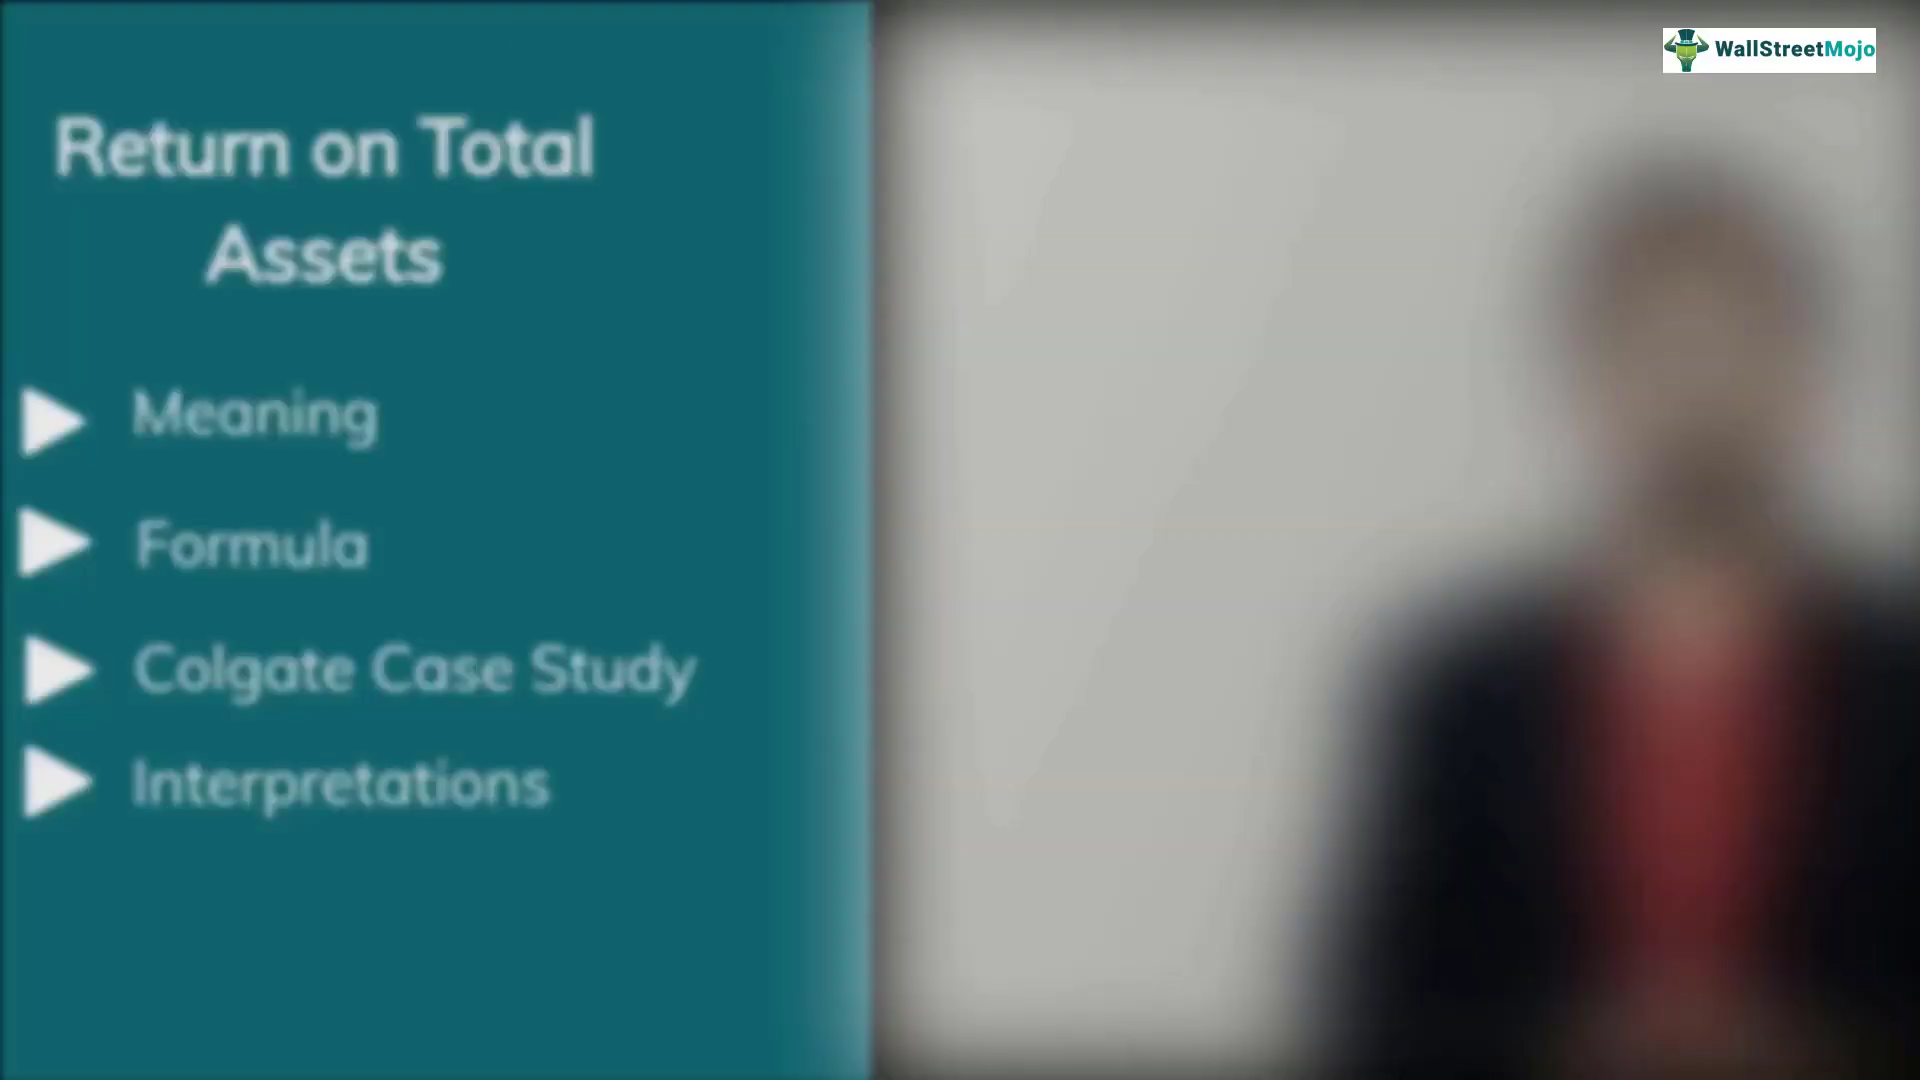 WallStreetMojo
Return on Total
Assets
Meaning
Formula
Colgate Case Study
Interpretations